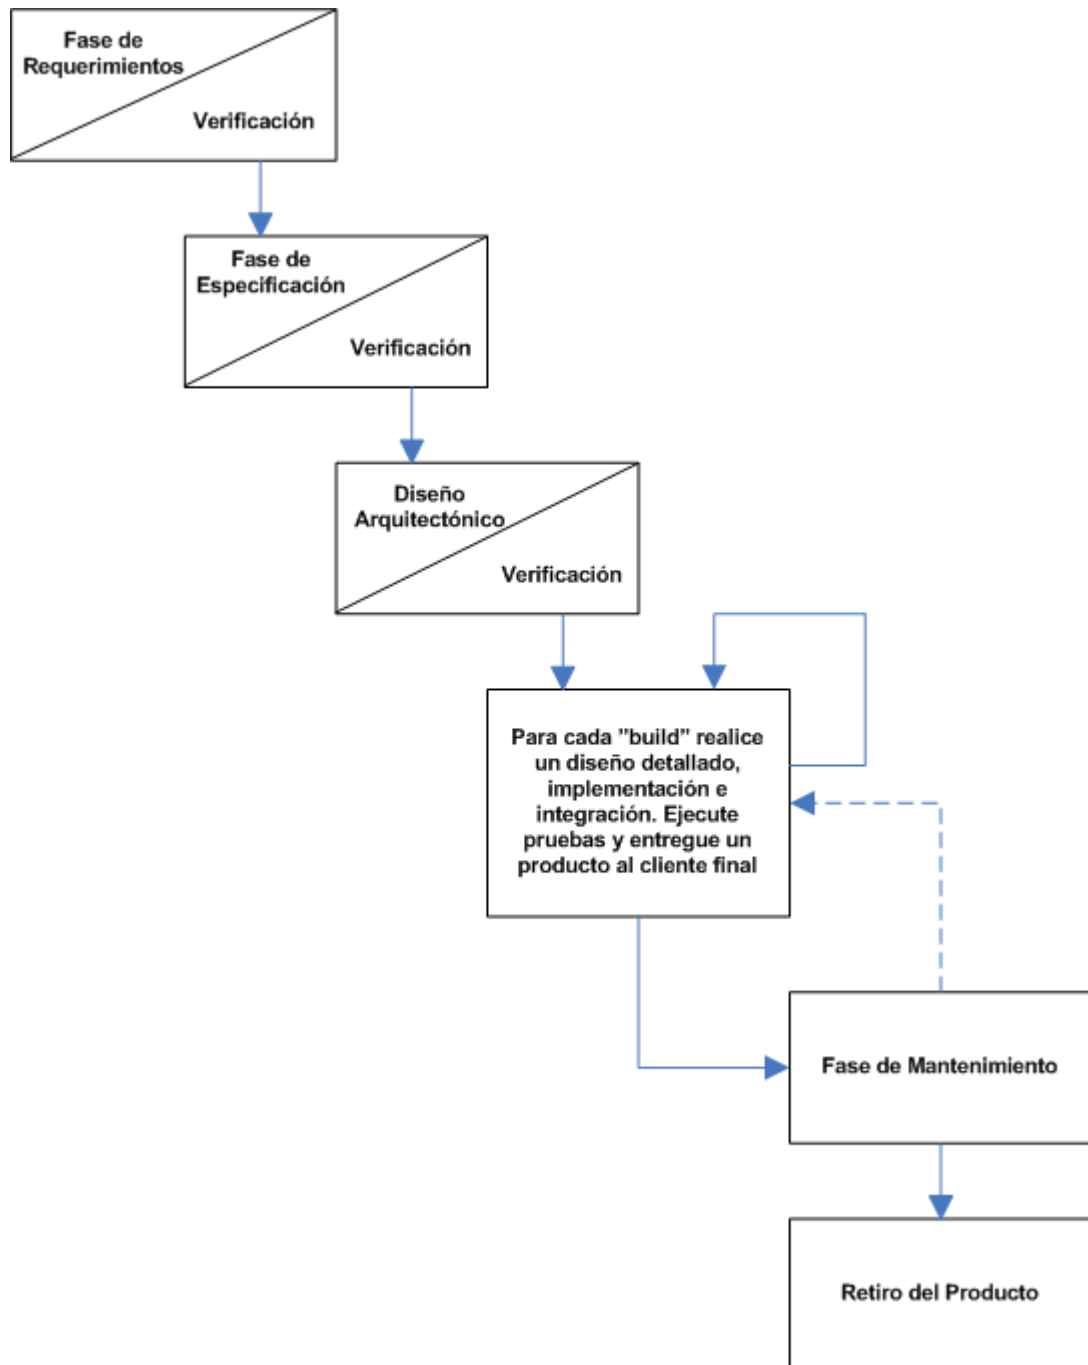 Fase de
Requerimientos
Verificación
Fase de
Especificación
Verificación
Diseño
Arquitectónico
Verificación
Para cada "build" realice
un diseño detallado,
implementación e
integración. Ejecute
pruebas y entregue un
producto al cliente final
Fase de Mantenimiento
Retiro del Producto